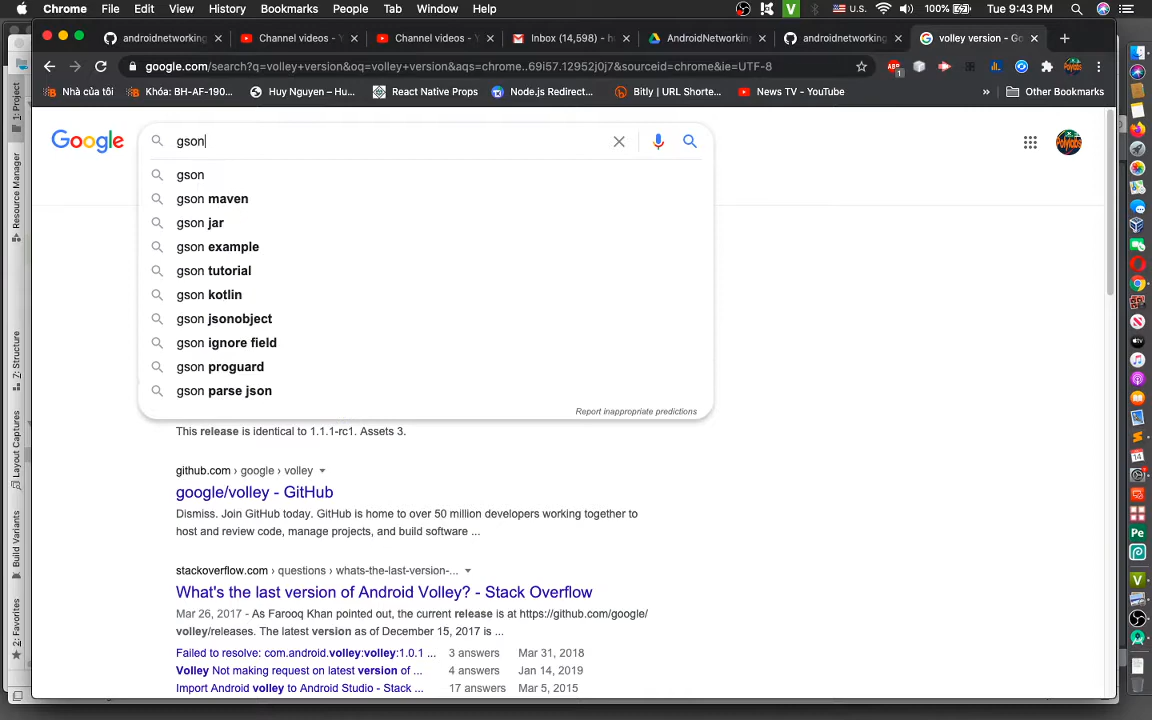 Chrome File Edit View History Bookmarks People Tab Window Help U.S. 100% Tue 9:43 PM
androidnetworking Channel videos - Y Channel videos - Y Inbox (14,598) - h AndroidNetworking androidnetworking volley version - Go
google.com/search?q=volley+version&oq=volley+version&aqs=chrome..69i57.12952j0j7&sourceid=chrome&ie=UTF-8
Nhà của tôi Khóa: BH-AF-190... Huy Nguyen – Hu... React Native Props Node.js Redirect... Bitly | URL Shorte... News TV - YouTube » Other Bookmarks
Google gson
gson
gson maven
gson jar
gson example
gson tutorial
gson kotlin
gson jsonobject
gson ignore field
gson proguard
gson parse json
Report inappropriate predictions
This release is identical to 1.1.1-rc1. Assets 3.
github.com › google › volley
google/volley - GitHub
Dismiss. Join GitHub today. GitHub is home to over 50 million developers working together to
host and review code, manage projects, and build software ...
stackoverflow.com › questions › whats-the-last-version-...
What's the last version of Android Volley? - Stack Overflow
Mar 26, 2017 - As Farooq Khan pointed out, the current release is at https://github.com/google/
volley/releases. The latest version as of December 15, 2017 is ...
Failed to resolve: com.android.volley:volley:1.0.1 ... 3 answers Mar 31, 2018
Volley Not making request on latest version of ... 4 answers Jan 14, 2019
Import Android volley to Android Studio - Stack ... 17 answers Mar 5, 2015
1: Project
Resource Manager
7: Structure
Layout Captures
Build Variants
2: Favorites